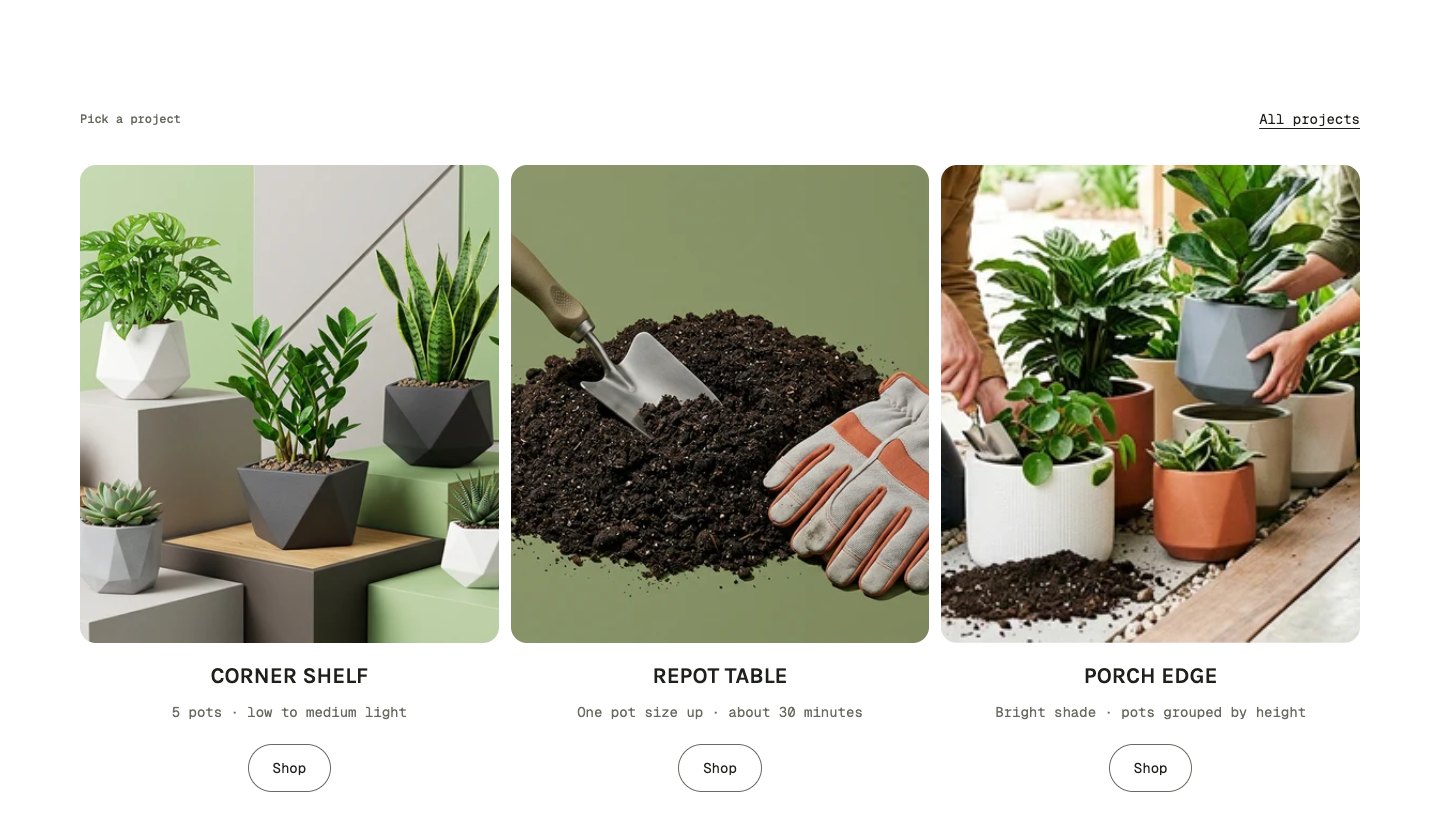 Pick a project
All projects
CORNER SHELF
5 pots · low to medium light
Shop
REPOT TABLE
One pot size up · about 30 minutes
Shop
PORCH EDGE
Bright shade · pots grouped by height
Shop